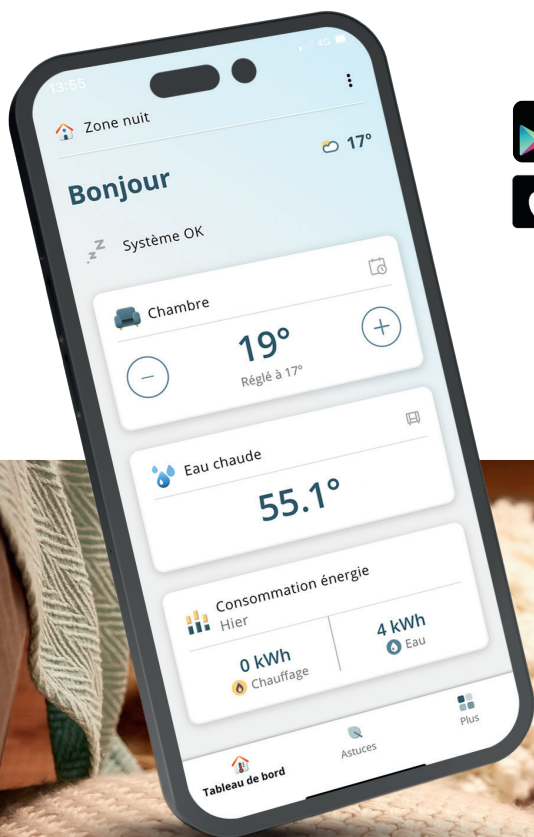 13:55
4G
Zone nuit
Bonjour
17°
Système OK
Chambre
19°
Réglé à 17°
Eau chaude
55.1°
Consommation énergie
Hier
0 kWh
Chauffage
4 kWh
Eau
Tableau de bord
Astuces
Plus